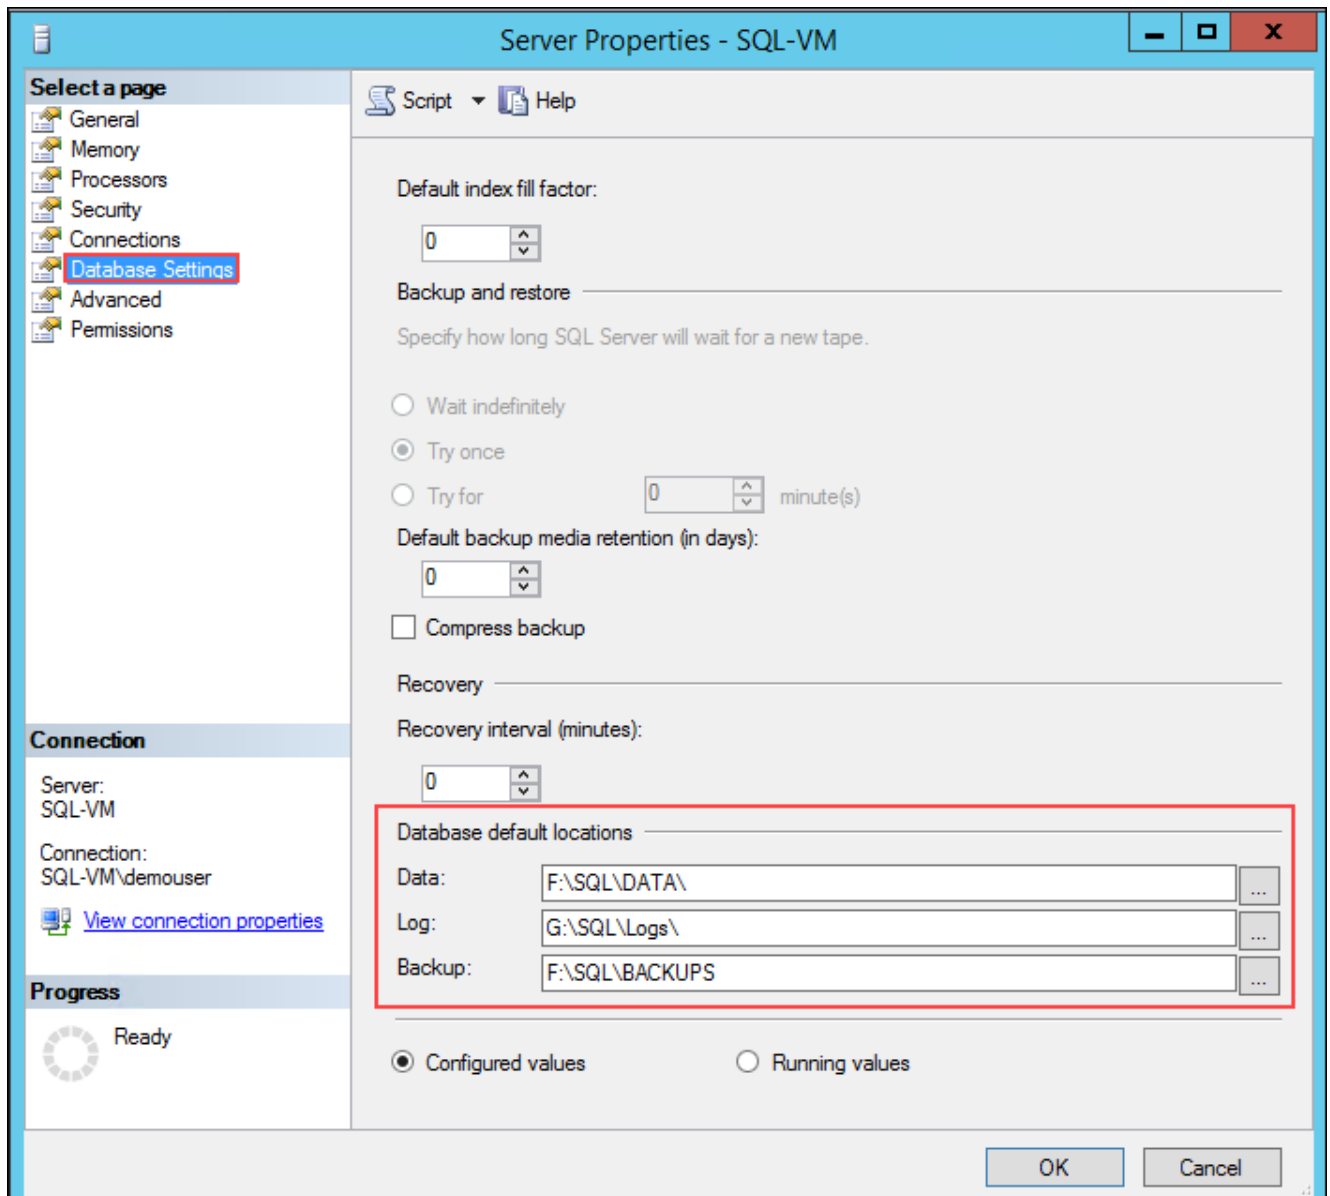 Server Properties - SQL-VM
Select a page
General
Memory
Processors
Security
Connections
Database Settings
Advanced
Permissions
Connection
Server:
SQL-VM
Connection:
SQL-VM\demouser
View connection properties
Progress
Ready
Script
Help
Default index fill factor:
0
Backup and restore
Specify how long SQL Server will wait for a new tape.
Wait indefinitely
Try once
Try for 0 minute(s)
Default backup media retention (in days):
0
Compress backup
Recovery
Recovery interval (minutes):
0
Database default locations
Data: F:\SQL\DATA\ ...
Log: G:\SQL\Logs\ ...
Backup: F:\SQL\BACKUPS ...
Configured values Running values
OK Cancel